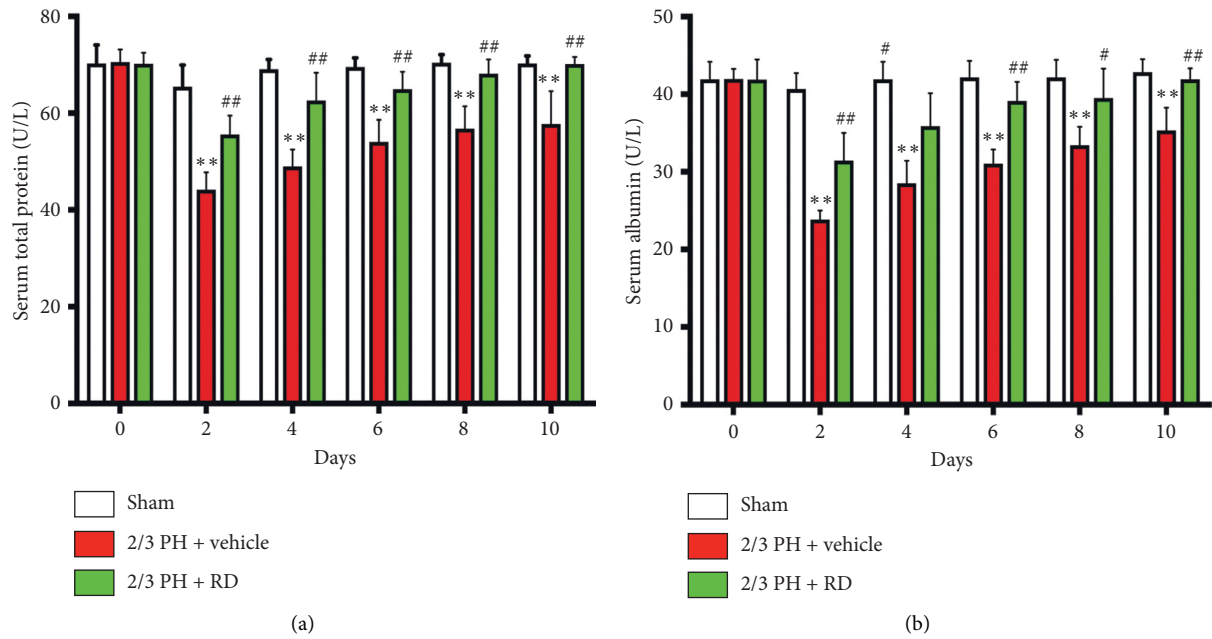 80
60
40
20
0
Serum total protein (U/L)
## ## ## ## ##
** ** ** ** **
0 2 4 6 8 10
Days
Sham
2/3 PH + vehicle
2/3 PH + RD
(a)
50
40
30
20
10
0
Serum albumin (U/L)
## # ## # ##
** ** ** ** **
0 2 4 6 8 10
Days
Sham
2/3 PH + vehicle
2/3 PH + RD
(b)